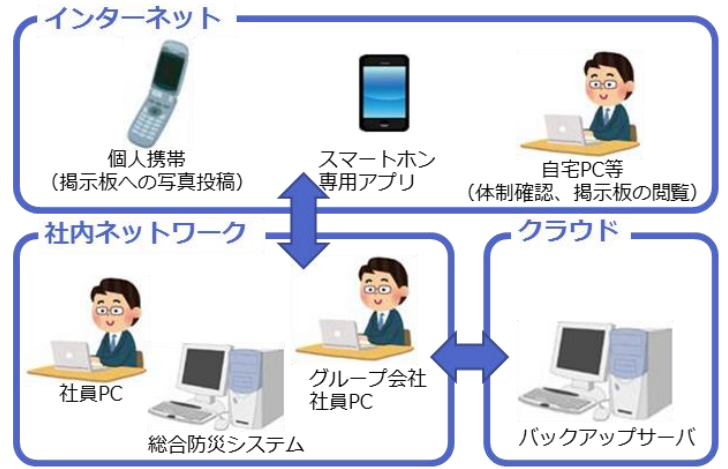 インターネット
個人携帯
（掲示板への写真投稿）
スマートホン
専用アプリ
自宅PC等
（体制確認、掲示板の閲覧）
社内ネットワーク
社員PC
総合防災システム
グループ会社
社員PC
クラウド
バックアップサーバ